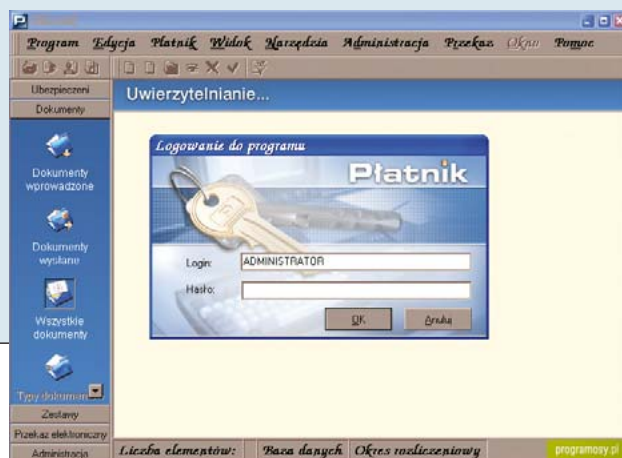 Program Edycja Płatnik Widok Narzędzia Administracja Przekaz Okno Pomoc
Ubezpieczeni
Dokumenty
Uwierzytelnianie...
Dokumenty
wprowadzone
Dokumenty
wysłane
Wszystkie
dokumenty
Typy dokumen
Zestawy
Przekaz elektroniczny
Administracja
Logowanie do programu
Płatnik
Login: ADMINISTRATOR
Hasło:
OK Anuluj
Liczba elementów: Baza danych Okres rozliczeniowy
programosy.pl